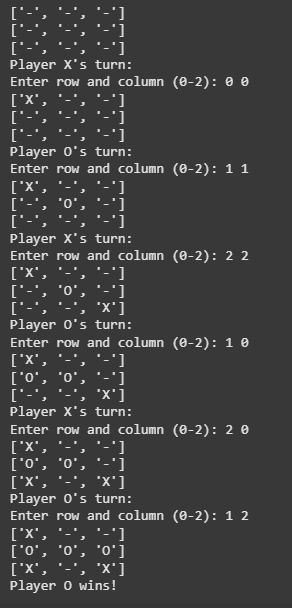 ['-', '-', '-']
['-', '-', '-']
['-', '-', '-']
Player X's turn:
Enter row and column (0-2): 0 0
['X', '-', '-']
['-', '-', '-']
['-', '-', '-']
Player O's turn:
Enter row and column (0-2): 1 1
['X', '-', '-']
['-', 'O', '-']
['-', '-', '-']
Player X's turn:
Enter row and column (0-2): 2 2
['X', '-', '-']
['-', 'O', '-']
['-', '-', 'X']
Player O's turn:
Enter row and column (0-2): 1 0
['X', '-', '-']
['O', 'O', '-']
['-', '-', 'X']
Player X's turn:
Enter row and column (0-2): 2 0
['X', '-', '-']
['O', 'O', '-']
['X', '-', 'X']
Player O's turn:
Enter row and column (0-2): 1 2
['X', '-', '-']
['O', 'O', 'O']
['X', '-', 'X']
Player O wins!